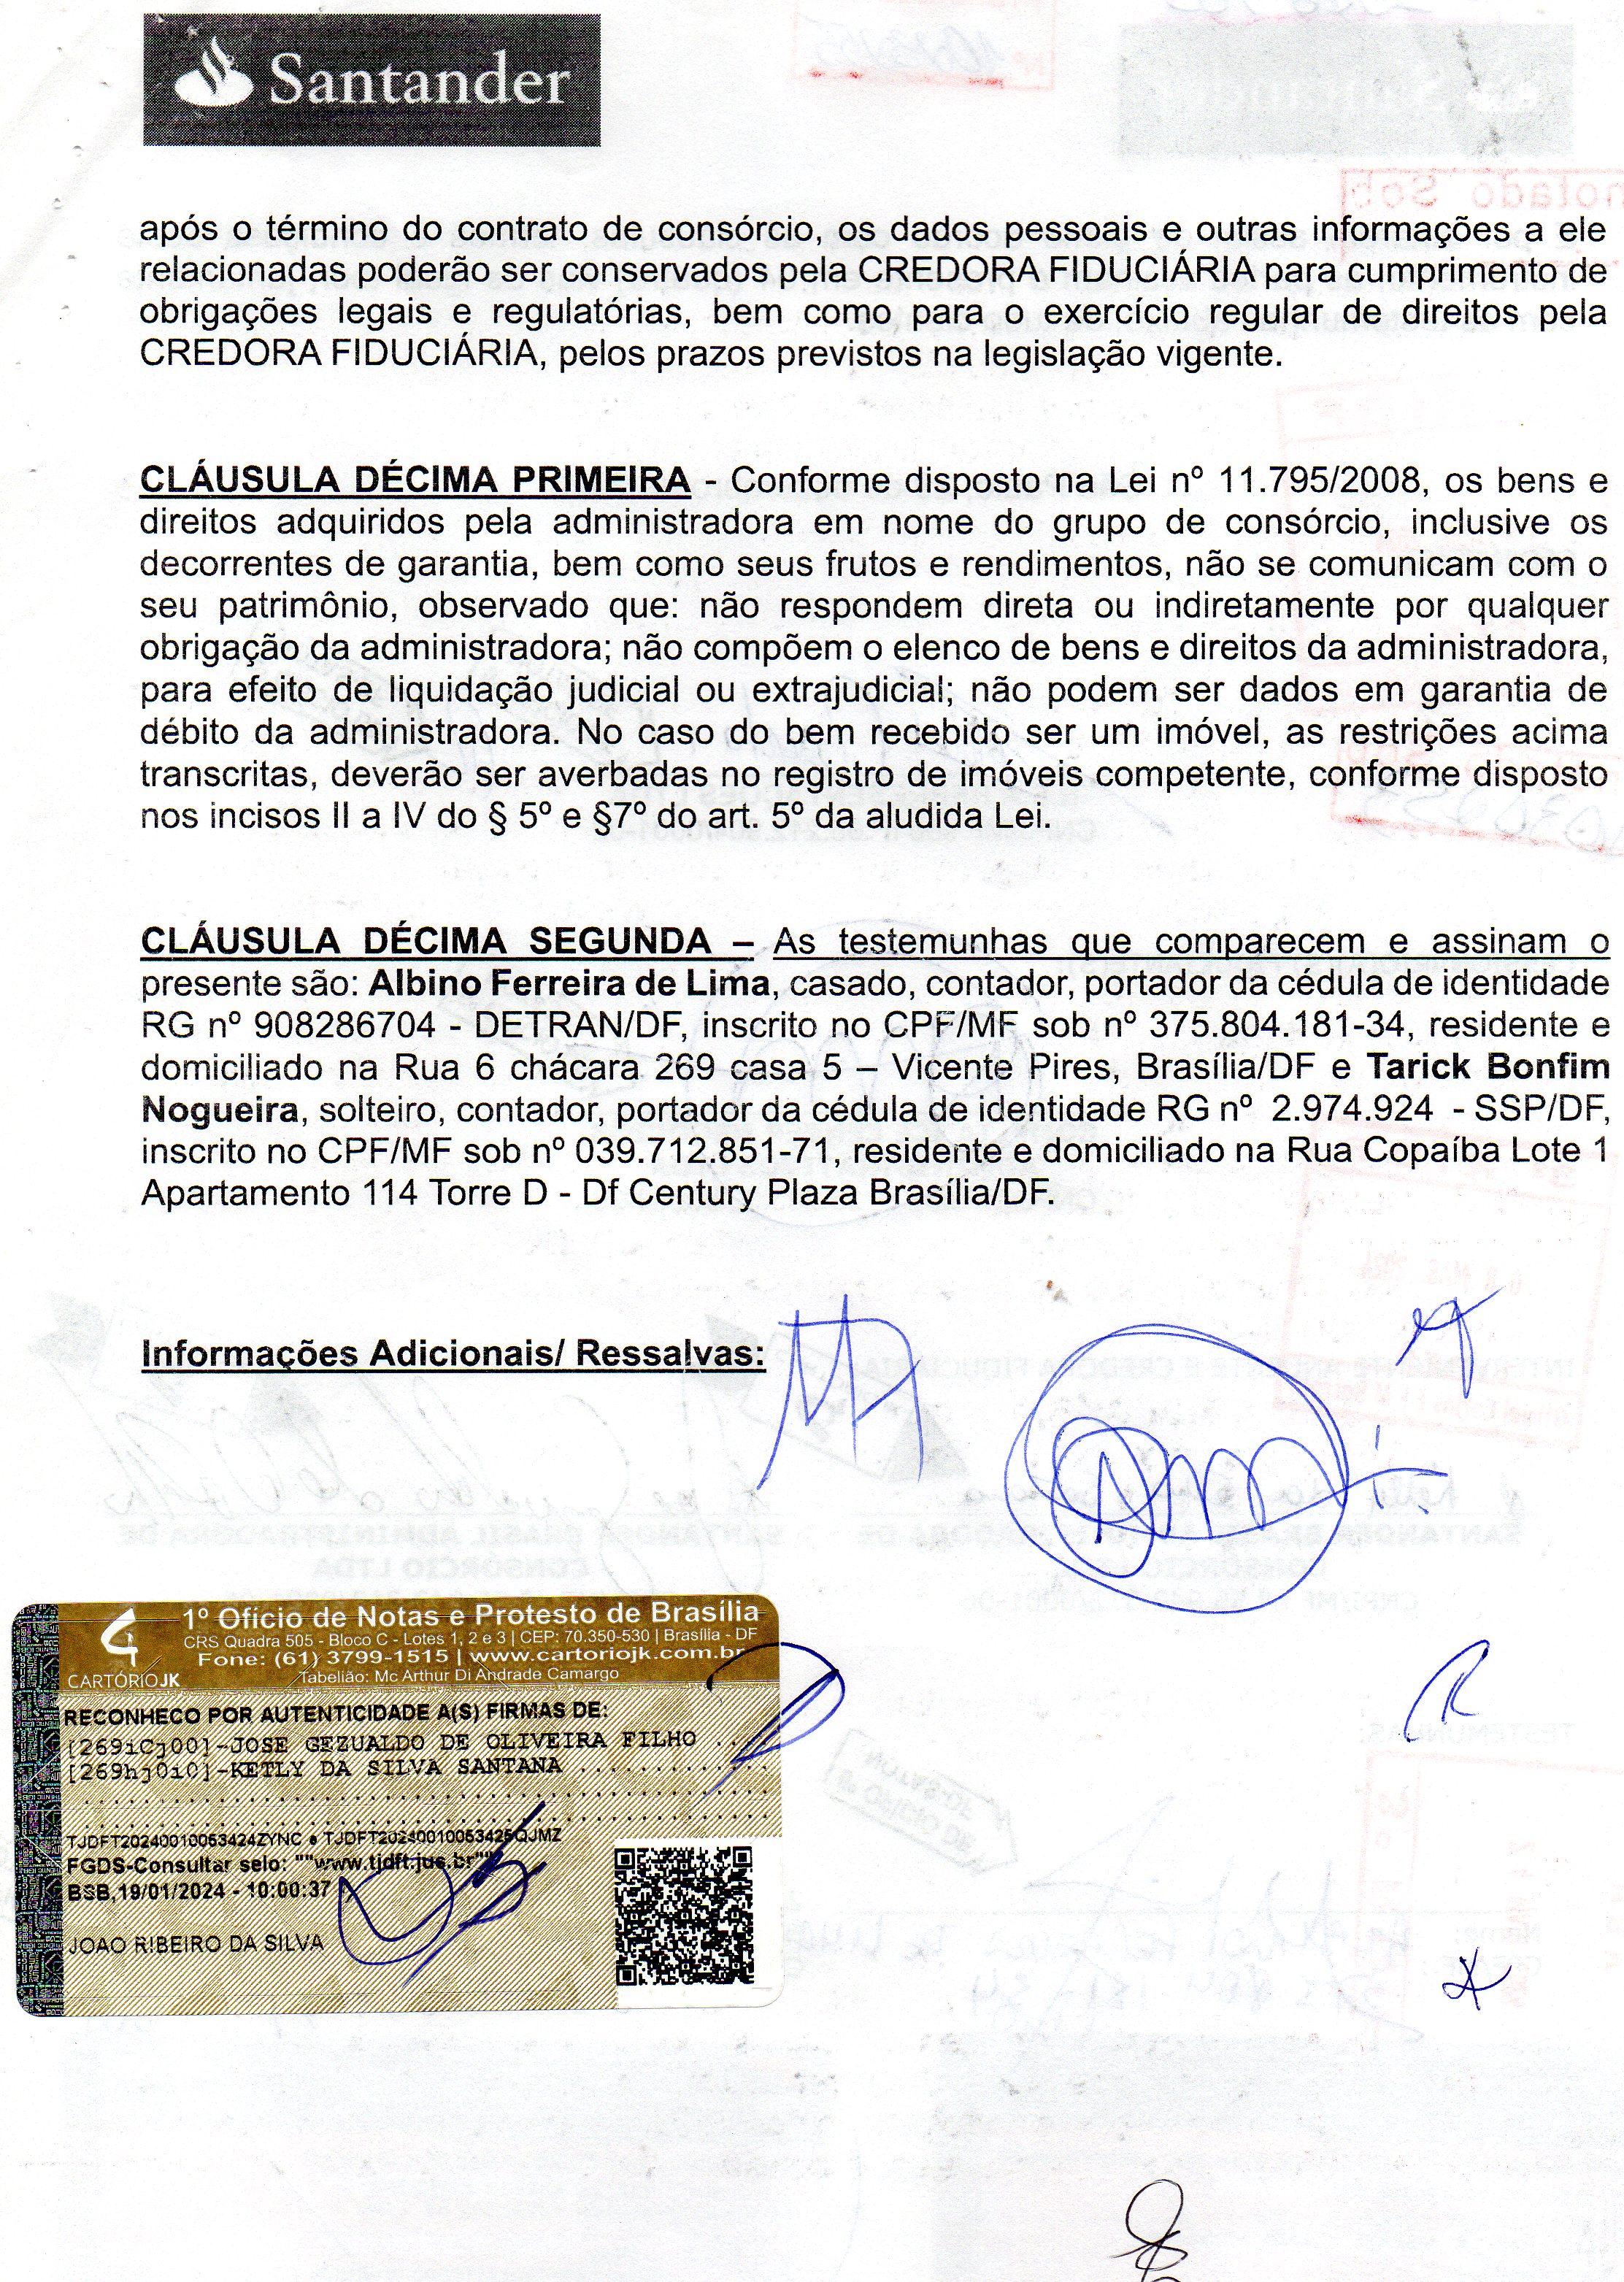 Santander
após o término do contrato de consórcio, os dados pessoais e outras informações a ele
relacionadas poderão ser conservados pela CREDORA FIDUCIÁRIA para cumprimento de
obrigações legais e regulatórias, bem como para o exercício regular de direitos pela
CREDORA FIDUCIÁRIA, pelos prazos previstos na legislação vigente.
CLÁUSULA DÉCIMA PRIMEIRA - Conforme disposto na Lei nº 11.795/2008, os bens e
direitos adquiridos pela administradora em nome do grupo de consórcio, inclusive os
decorrentes de garantia, bem como seus frutos e rendimentos, não se comunicam com o
seu patrimônio, observado que: não respondem direta ou indiretamente por qualquer
obrigação da administradora; não compõem o elenco de bens e direitos da administradora,
para efeito de liquidação judicial ou extrajudicial; não podem ser dados em garantia de
débito da administradora. No caso do bem recebido ser um imóvel, as restrições acima
transcritas, deverão ser averbadas no registro de imóveis competente, conforme disposto
nos incisos II a IV do § 5º e §7º do art. 5º da aludida Lei.
CLÁUSULA DÉCIMA SEGUNDA – As testemunhas que comparecem e assinam o
presente são: Albino Ferreira de Lima, casado, contador, portador da cédula de identidade
RG nº 908286704 - DETRAN/DF, inscrito no CPF/MF sob nº 375.804.181-34, residente e
domiciliado na Rua 6 chácara 269 casa 5 – Vicente Pires, Brasília/DF e Tarick Bonfim
Nogueira, solteiro, contador, portador da cédula de identidade RG nº 2.974.924 - SSP/DF,
inscrito no CPF/MF sob nº 039.712.851-71, residente e domiciliado na Rua Copaíba Lote 1
Apartamento 114 Torre D - Df Century Plaza Brasília/DF.
Informações Adicionais/ Ressalvas:
1º Ofício de Notas e Protesto de Brasília
CRS Quadra 505 - Bloco C - Lotes 1, 2 e 3 | CEP: 70.350-530 | Brasília - DF
Fone: (61) 3799-1515 | www.cartoriojk.com.br
Tabelião: Mc Arthur Di Andrade Camargo
CARTÓRIOJK
RECONHECO POR AUTENTICIDADE A(S) FIRMAS DE:
[269iCj00]-JOSE GEZUALDO DE OLIVEIRA FILHO ....
[269hj0i0]-KETLY DA SILVA SANTANA ............
TJDFT20240010053424ZYNC e TJDFT20240010053425QJMZ
FGDS-Consultar selo: ""www.tjdft.jus.br""
BSB,19/01/2024 - 10:00:37
JOAO RIBEIRO DA SILVA